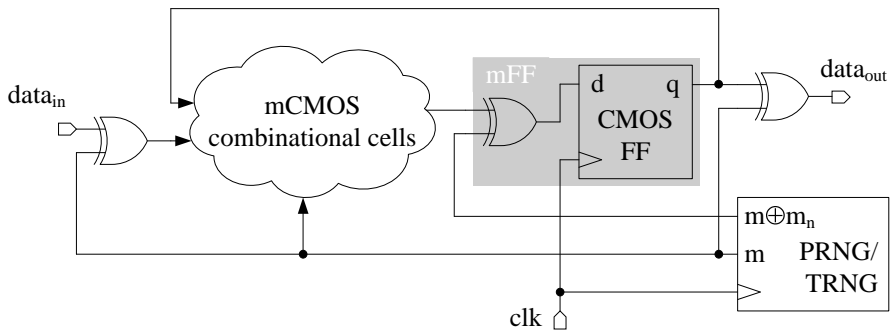 data_in
mCMOS
combinational cells
mFF
d
q
CMOS
FF
data_out
m⊕m_n
m
PRNG/
TRNG
clk